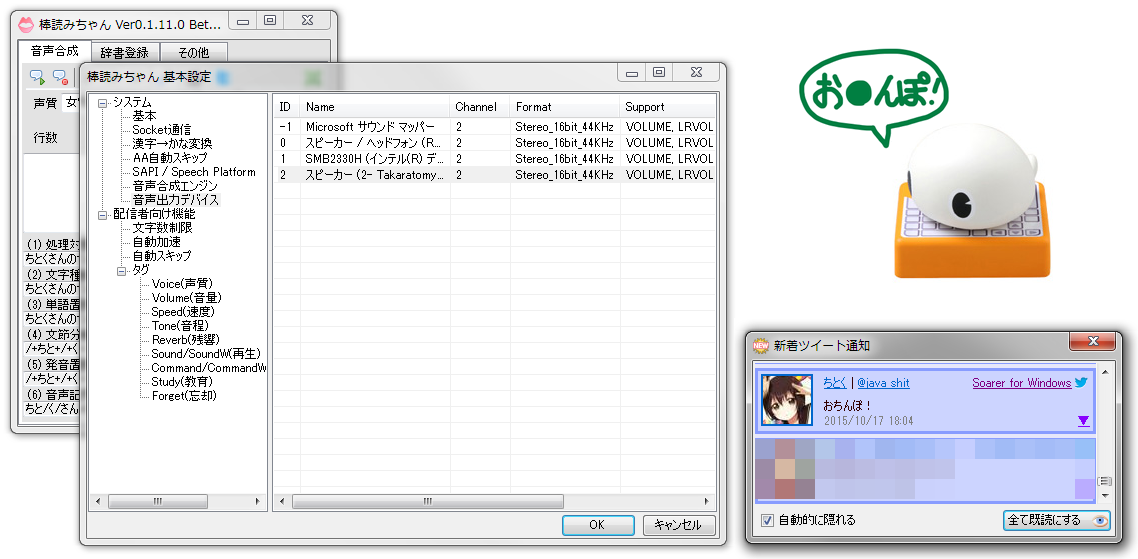 棒読みちゃん Ver0.1.11.0 Bet...
音声合成 辞書登録 その他
声質 女
行数
(1) 処理対
ちとくさんの
(2) 文字種
ちとくさんの
(3) 単語置
ちとくさんの
(4) 文節分
/+ちと+/+く
(5) 発音置
/+ちと+/+く
(6) 音声記
ちと/く/さん
棒読みちゃん 基本設定
システム
基本
Socket通信
漢字→かな変換
AA自動スキップ
SAPI / Speech Platform
音声合成エンジン
音声出力デバイス
配信者向け機能
文字数制限
自動加速
自動スキップ
タグ
Voice(声質)
Volume(音量)
Speed(速度)
Tone(音程)
Reverb(残響)
Sound/SoundW(再生)
Command/CommandW
Study(教育)
Forget(忘却)
ID Name Channel Format Support
-1 Microsoft サウンド マッパー 2 Stereo_16bit_44KHz VOLUME, LRVOL
0 スピーカー / ヘッドフォン (R... 2 Stereo_16bit_44KHz VOLUME, LRVOL
1 SMB2330H (インテル(R) デ... 2 Stereo_16bit_44KHz VOLUME, LRVOL
2 スピーカー (2- Takaratomy... 2 Stereo_16bit_44KHz VOLUME, LRVOL
OK キャンセル
お●んぽ!
NEW 新着ツイート通知
ちとく | @java shit Soarer for Windows
おちんぽ！
2015/10/17 18:04
自動的に隠れる 全て既読にする